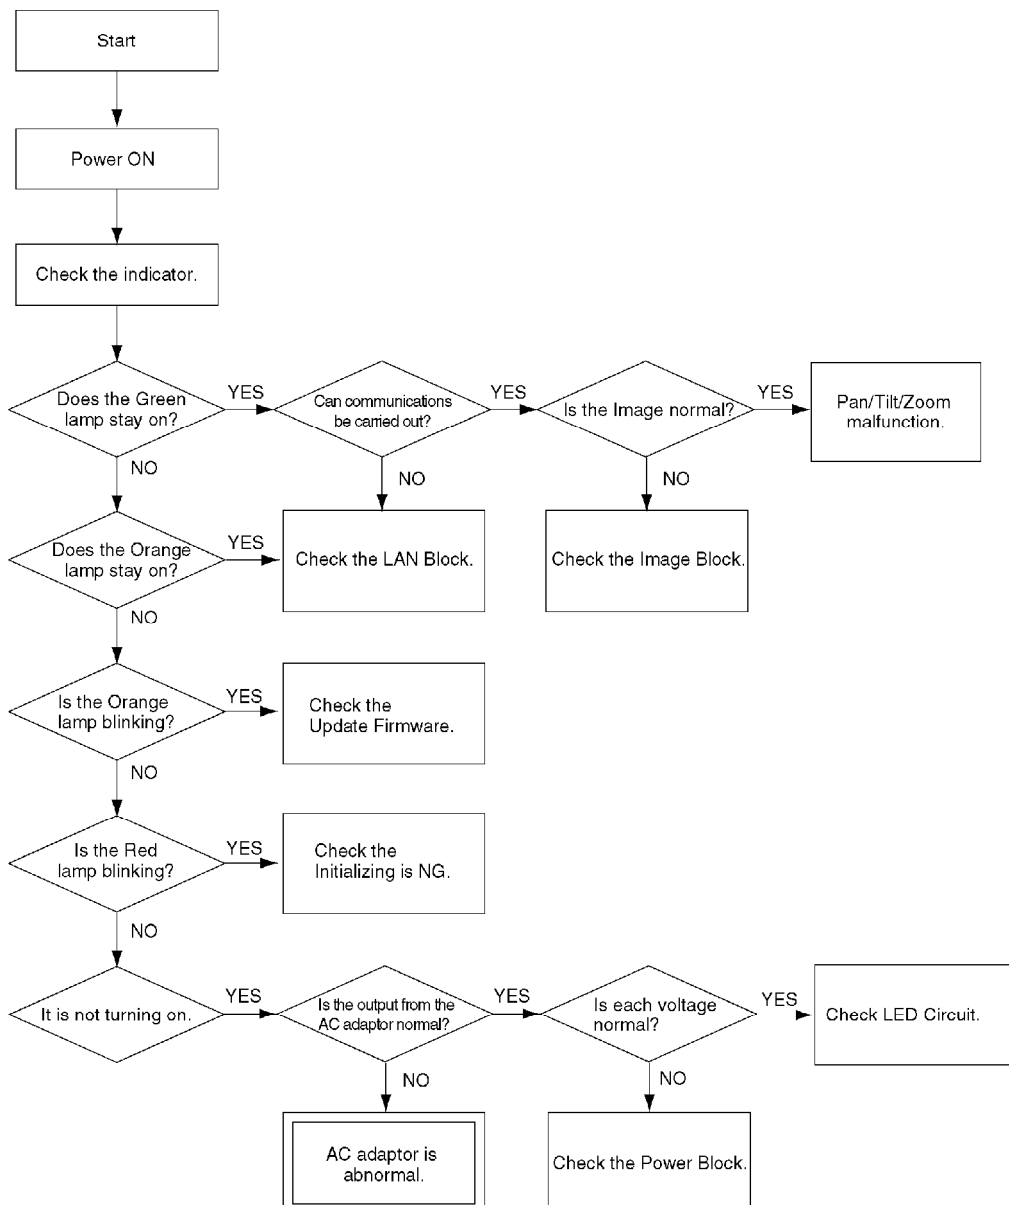 Start
Power ON
Check the indicator.
Does the Green
lamp stay on?
YES
Can communications
be carried out?
YES
Is the Image normal?
YES
Pan/Tilt/Zoom
malfunction.
NO
NO
NO
Does the Orange
lamp stay on?
YES
Check the LAN Block.
Check the Image Block.
NO
Is the Orange
lamp blinking?
YES
Check the
Update Firmware.
NO
Is the Red
lamp blinking?
YES
Check the
Initializing is NG.
NO
It is not turning on.
YES
Is the output from the
AC adaptor normal?
YES
Is each voltage
normal?
YES
Check LED Circuit.
NO
NO
AC adaptor is
abnormal.
Check the Power Block.